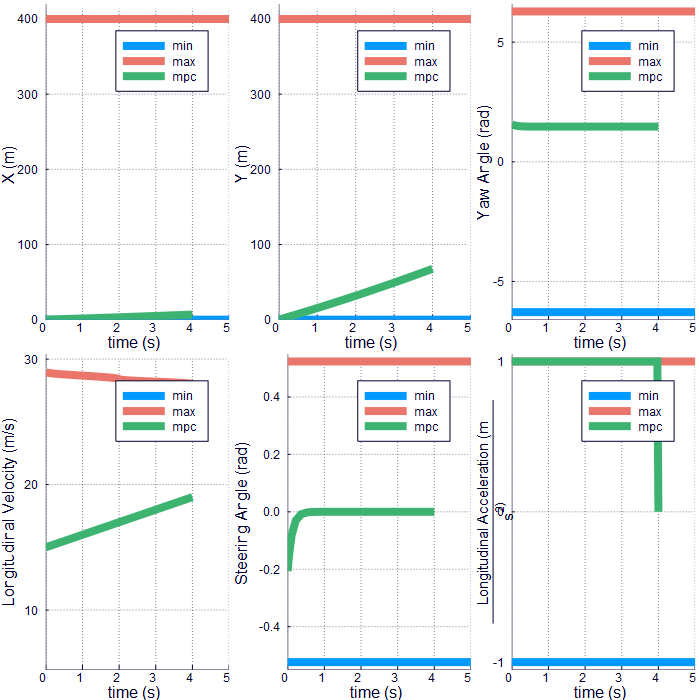 400
300
200
100
0
X (m)
min
max
mpc
0 1 2 3 4 5
time (s)
400
300
200
100
0
Y (m)
min
max
mpc
0 1 2 3 4 5
time (s)
5
0
-5
Yaw Angle (rad)
min
max
mpc
0 1 2 3 4 5
time (s)
30
20
10
Longitudinal Velocity (m/s)
min
max
mpc
0 1 2 3 4 5
time (s)
0.4
0.2
0.0
-0.2
-0.4
Steering Angle (rad)
min
max
mpc
0 1 2 3 4 5
time (s)
1
-1
Longitudinal Acceleration (m
s
min
max
mpc
0 1 2 3 4 5
time (s)